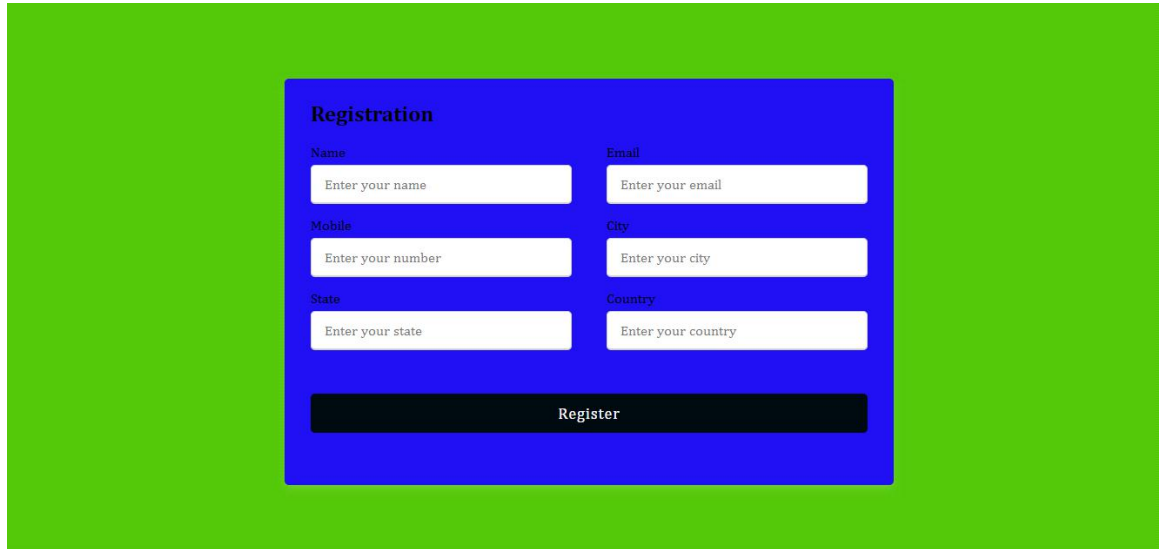 Registration
Name
Email
Enter your name
Enter your email
Mobile
City
Enter your number
Enter your city
State
Country
Enter your state
Enter your country
Register